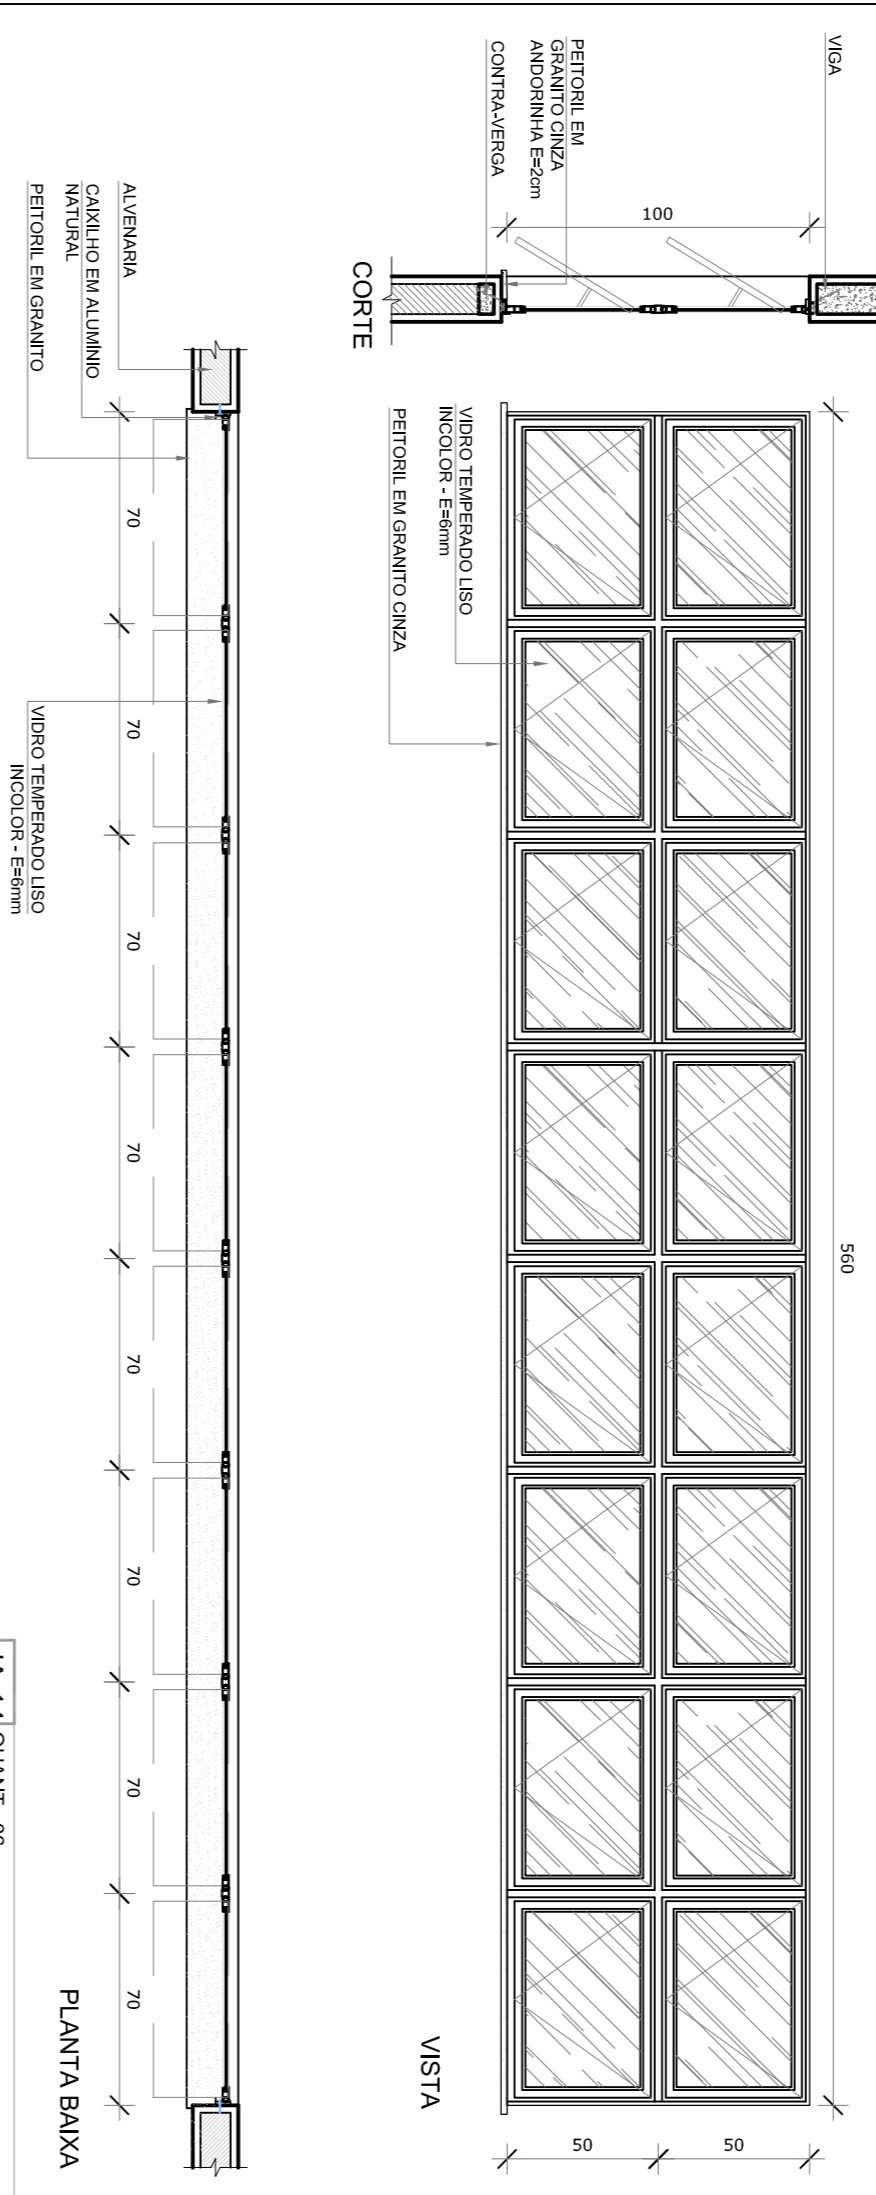 VIGA
PEITORIL EM
GRANITO CINZA
ANDORINHA E=2cm
CONTRA-VERGA
100
CORTE
560
VIDRO TEMPERADO LISO
INCOLOR - E=6mm
PEITORIL EM GRANITO CINZA
50
50
VISTA
ALVENARIA
CAIXILHO EM ALUMÍNIO
NATURAL
PEITORIL EM GRANITO
70
70
70
70
70
70
70
70
VIDRO TEMPERADO LISO
INCOLOR - E=6mm
PLANTA BAIXA